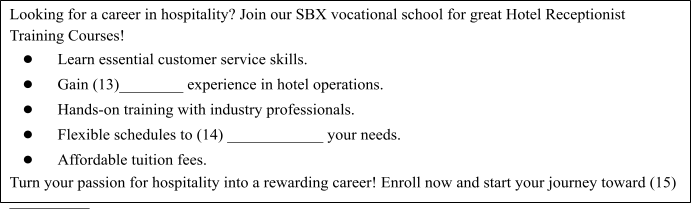 Looking for a career in hospitality? Join our SBX vocational school for great Hotel Receptionist
Training Courses!
● Learn essential customer service skills.
● Gain (13)________ experience in hotel operations.
● Hands-on training with industry professionals.
● Flexible schedules to (14) ____________ your needs.
● Affordable tuition fees.
Turn your passion for hospitality into a rewarding career! Enroll now and start your journey toward (15)
__________